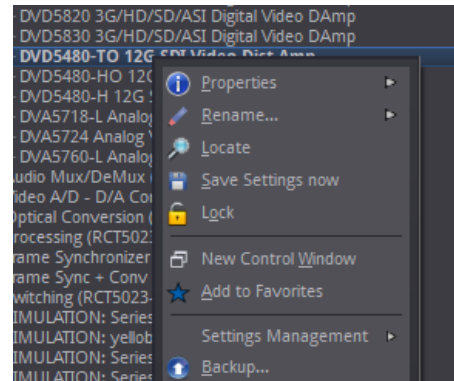 DVD5820 3G/HD/SD/ASI Digital Video DAmp
DVD5830 3G/HD/SD/ASI Digital Video DAmp
DVD5480-TO 12G SDI Video Dist Amp
DVD5480-HO 12G
DVD5480-H 12G
DVA5718-L Analog
DVA5724 Analog
DVA5760-L Analog
udio Mux/DeMux
ideo A/D - D/A Con
ptical Conversion (
rocessing (RCT5023
rame Synchronizer
rame Sync + Conv
witching (RCT5023-
IMULATION: Series
IMULATION: yellob
IMULATION: Series
IMULATION: Series
Properties
Rename...
Locate
Save Settings now
Lock
New Control Window
Add to Favorites
Settings Management
Backup...